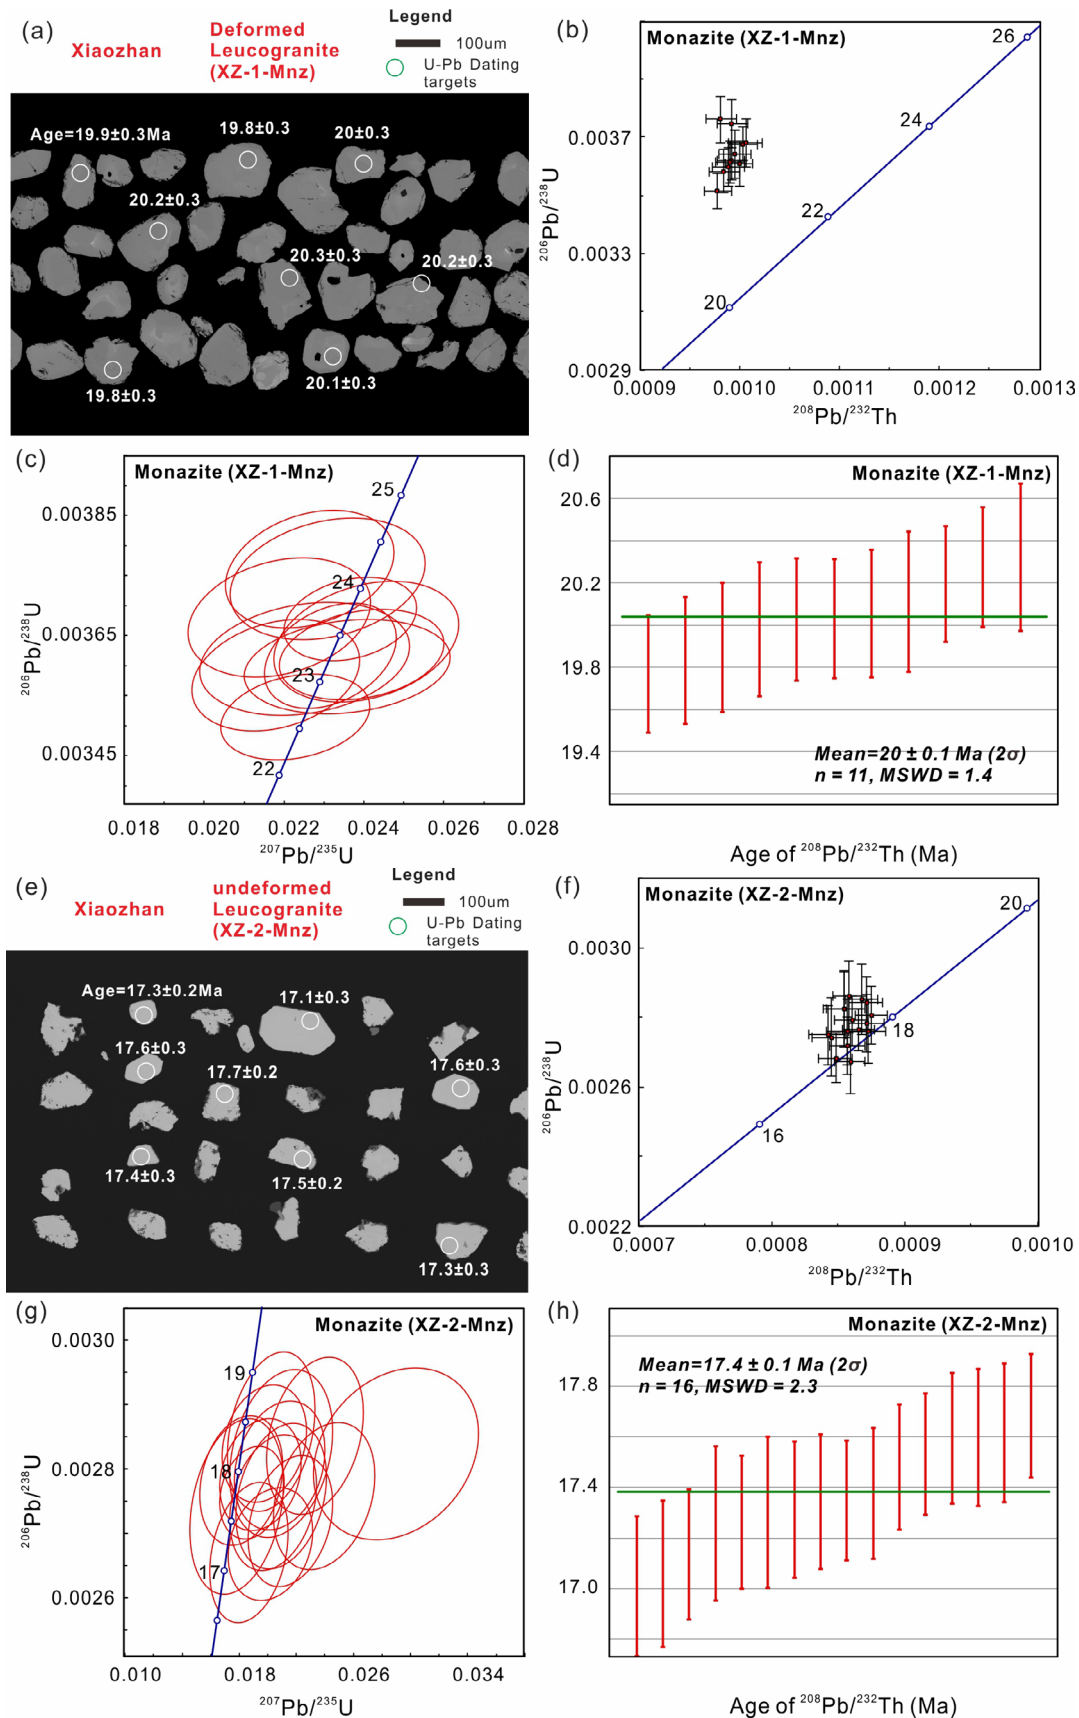 (a)
Xiaozhan
Deformed
Leucogranite
(XZ-1-Mnz)
Legend
100um
U-Pb Dating
targets
Age=19.9±0.3Ma
19.8±0.3
20±0.3
20.2±0.3
20.3±0.3
20.2±0.3
19.8±0.3
20.1±0.3
(b)
Monazite (XZ-1-Mnz)
26
24
22
20
0.0037
0.0033
0.0029
206Pb/238U
0.0009
0.0010
0.0011
0.0012
0.0013
208Pb/232Th
(c)
Monazite (XZ-1-Mnz)
25
24
23
22
0.00385
0.00365
0.00345
206Pb/238U
0.018
0.020
0.022
0.024
0.026
0.028
207Pb/235U
(d)
Monazite (XZ-1-Mnz)
20.6
20.2
19.8
19.4
Mean=20 ± 0.1 Ma (2σ)
n = 11, MSWD = 1.4
Age of 208Pb/232Th (Ma)
(e)
Xiaozhan
undeformed
Leucogranite
(XZ-2-Mnz)
Legend
100um
U-Pb Dating
targets
Age=17.3±0.2Ma
17.1±0.3
17.6±0.3
17.7±0.2
17.6±0.3
17.4±0.3
17.5±0.2
17.3±0.3
(f)
Monazite (XZ-2-Mnz)
20
18
16
0.0030
0.0026
0.0022
206Pb/238U
0.0007
0.0008
0.0009
0.0010
208Pb/232Th
(g)
Monazite (XZ-2-Mnz)
19
18
17
0.0030
0.0028
0.0026
206Pb/238U
0.010
0.018
0.026
0.034
207Pb/235U
(h)
Monazite (XZ-2-Mnz)
Mean=17.4 ± 0.1 Ma (2σ)
n = 16, MSWD = 2.3
17.8
17.4
17.0
Age of 208Pb/232Th (Ma)